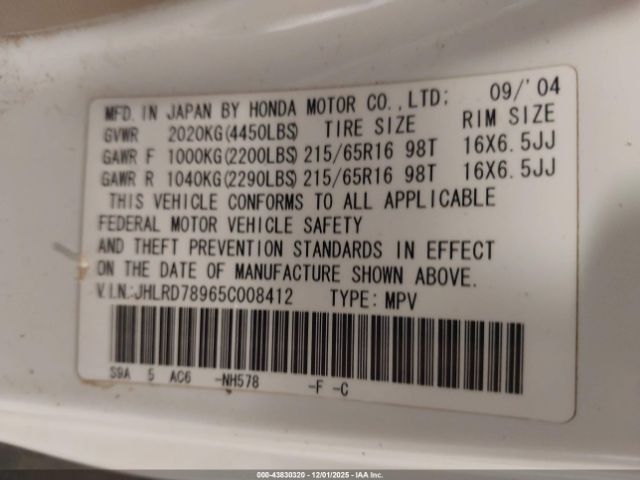 MFD. IN JAPAN BY HONDA MOTOR CO.,LTD: 09/'04
GVWR 2020KG(4450LBS) TIRE SIZE RIM SIZE
GAWR F 1000KG(2200LBS) 215/65R16 98T 16X6.5JJ
GAWR R 1040KG(2290LBS) 215/65R16 98T 16X6.5JJ
THIS VEHICLE CONFORMS TO ALL APPLICABLE
FEDERAL MOTOR VEHICLE SAFETY
AND THEFT PREVENTION STANDARDS IN EFFECT
ON THE DATE OF MANUFACTURE SHOWN ABOVE.
V.I.N.:JHLRD78965C008412 TYPE: MPV
S9A 5 AC6 -NH578 -F -C
000-43830320 - 12/01/2025 - IAA Inc.